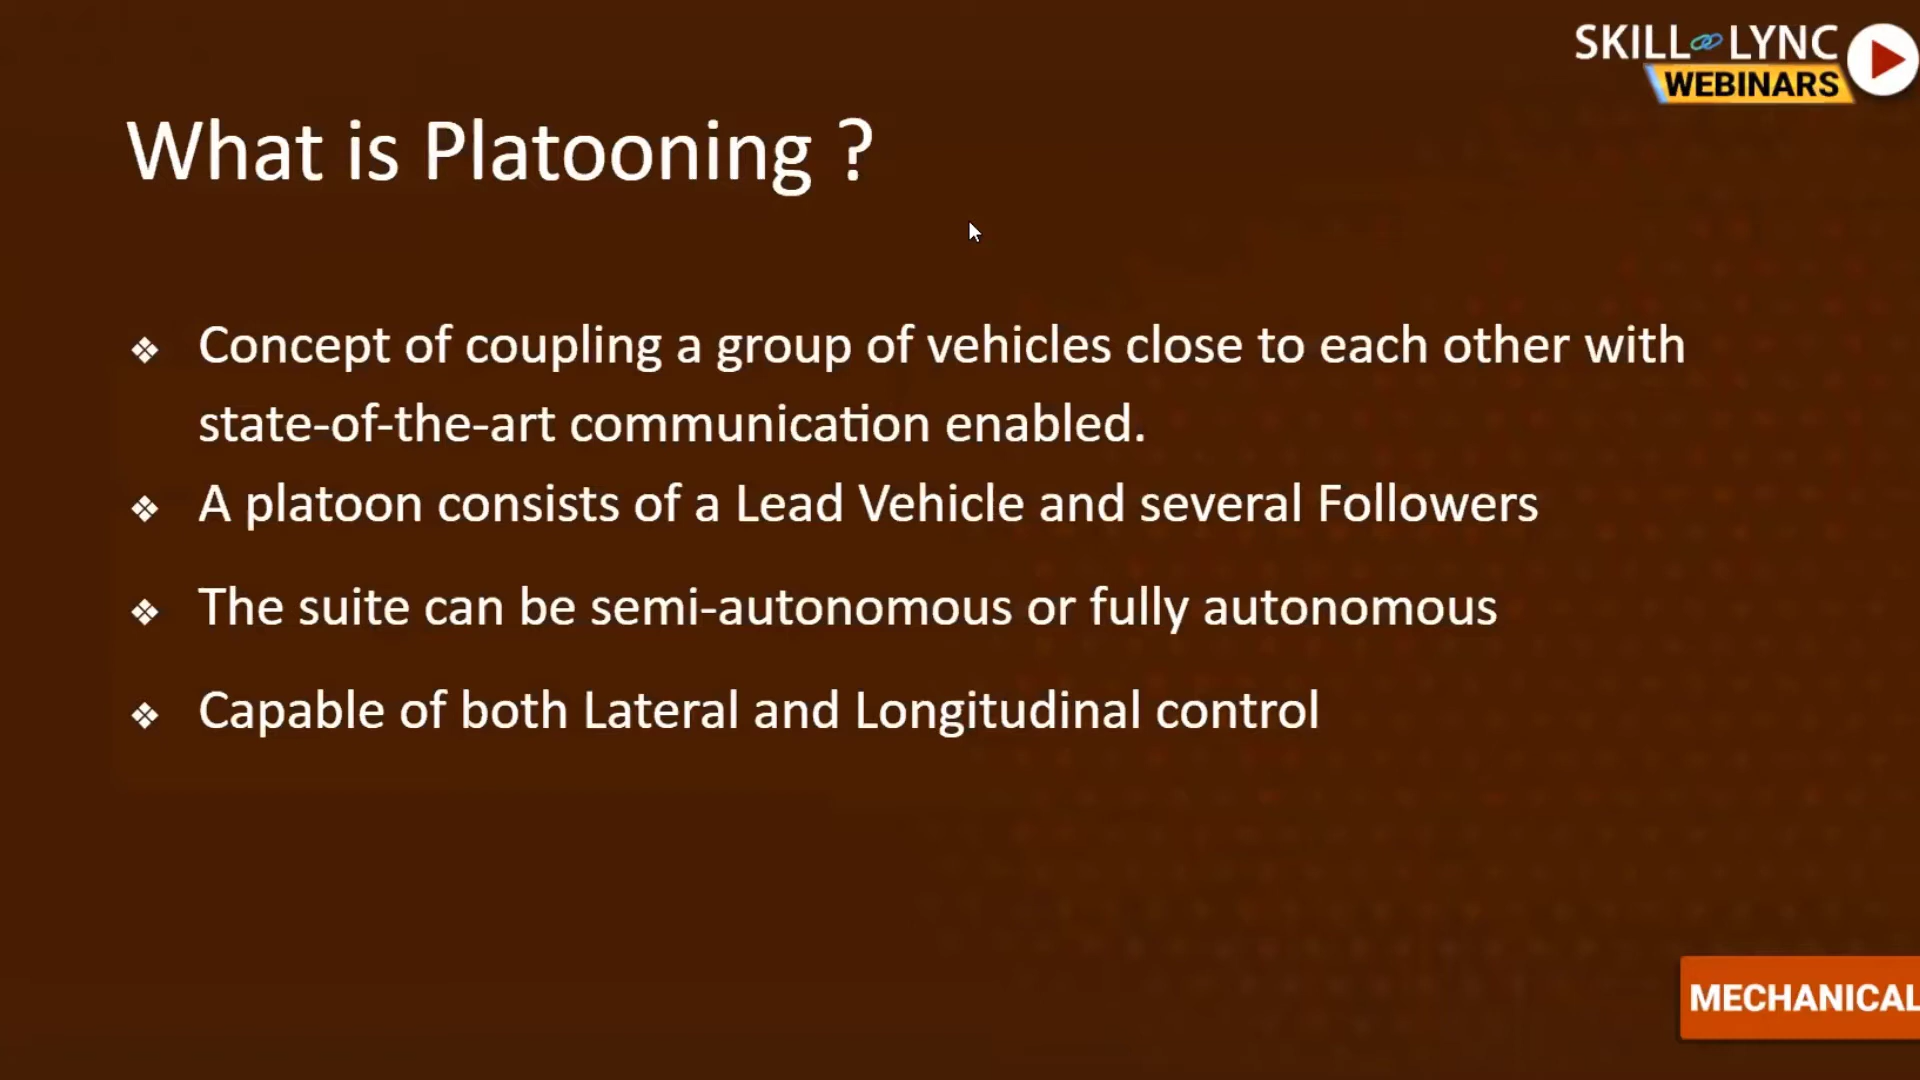 SKILL LYNC
WEBINARS
What is Platooning ?
❖ Concept of coupling a group of vehicles close to each other with
state-of-the-art communication enabled.
❖ A platoon consists of a Lead Vehicle and several Followers
❖ The suite can be semi-autonomous or fully autonomous
❖ Capable of both Lateral and Longitudinal control
MECHANICAL